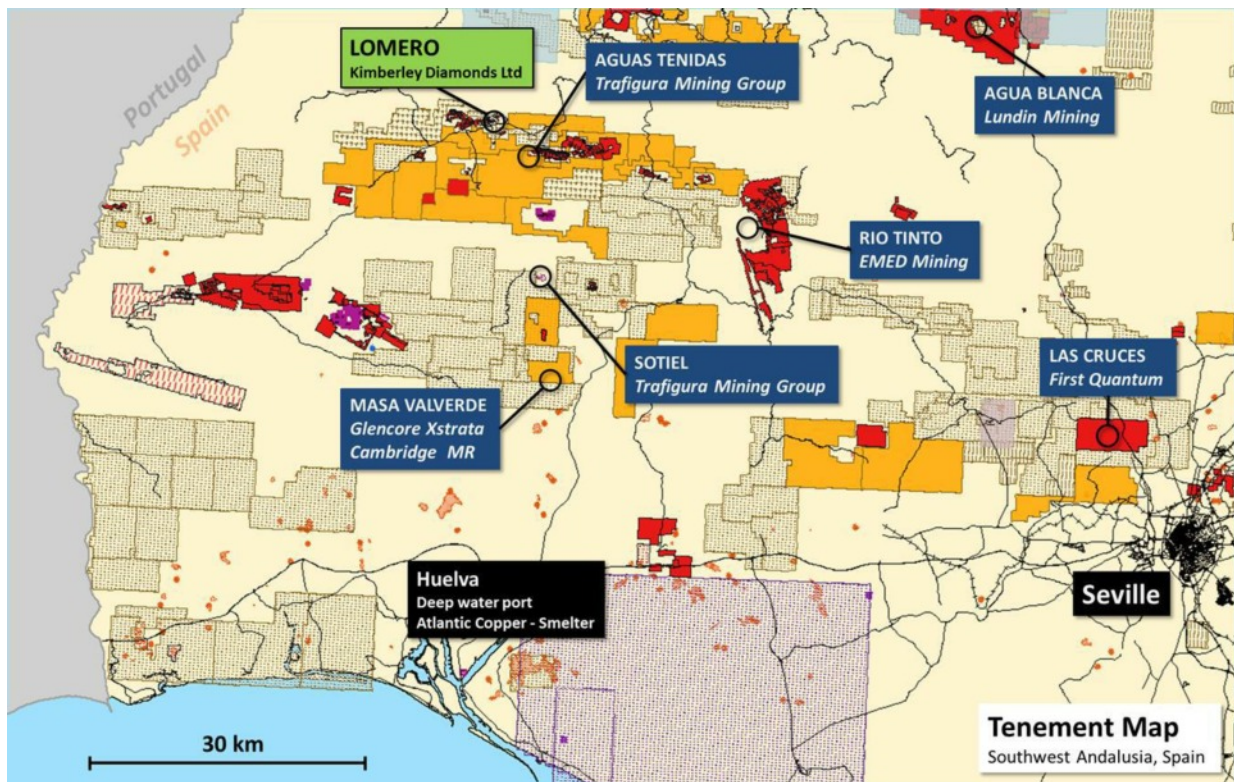 LOMERO
Kimberley Diamonds Ltd
AGUAS TENIDAS
Trafigura Mining Group
AGUA BLANCA
Lundin Mining
Portugal
Spain
RIO TINTO
EMED Mining
SOTIEL
Trafigura Mining Group
LAS CRUCES
First Quantum
MASA VALVERDE
Glencore Xstrata
Cambridge MR
Huelva
Deep water port
Atlantic Copper - Smelter
Seville
30 km
Tenement Map
Southwest Andalusia, Spain